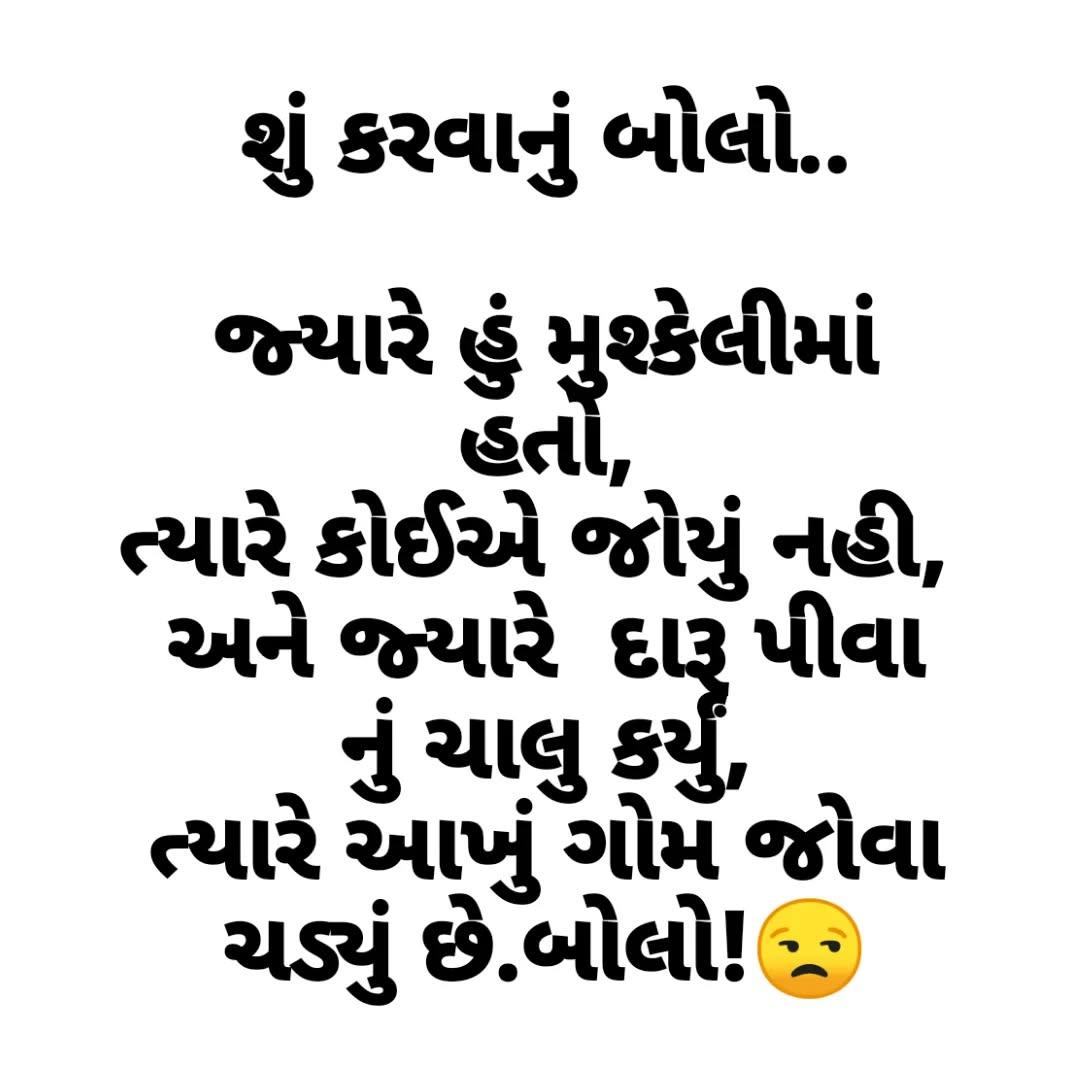 શું કરવાનું બોલો..
જ્યારે હું મુશ્કેલીમાં
હતો,
ત્યારે કોઈએ જોયું નહી,
અને જ્યારે દારૂ પીવા
નું ચાલુ કર્યું,
ત્યારે આખું ગોમ જોવા
ચડ્યું છે.બોલો!😒